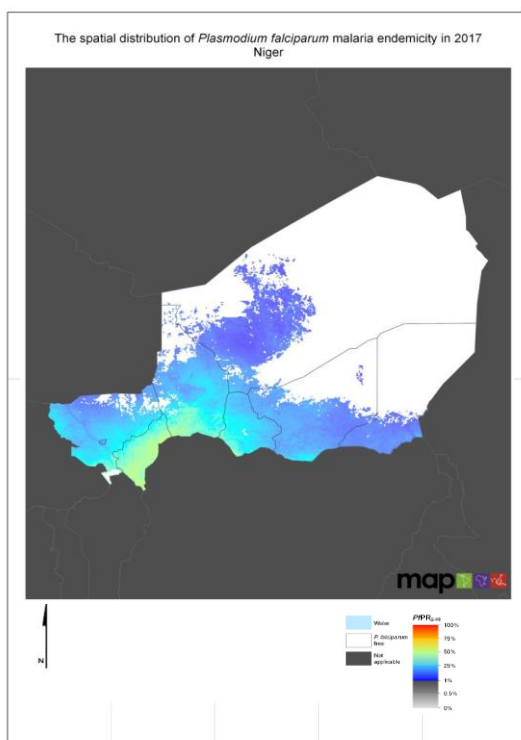 The spatial distribution of Plasmodium falciparum malaria endemicity in 2017
Niger
map
N
Water
P. falciparum
free
Not
applicable
PfPR2-10
100%
75%
50%
25%
1%
0.5%
0%